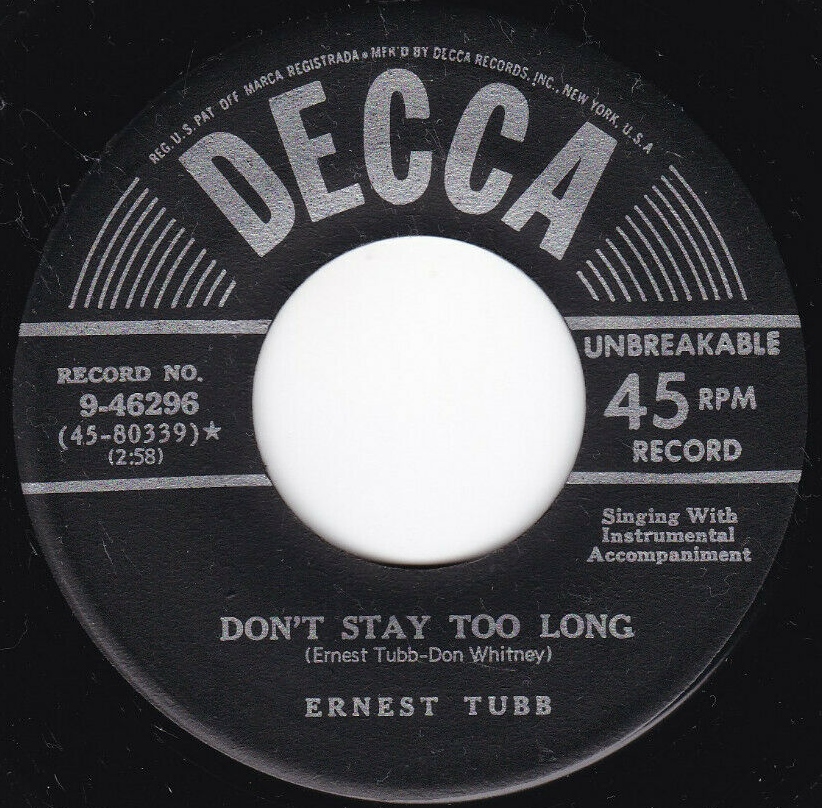 REG. U.S. PAT OFF MARCA REGISTRADA • MFR'D BY DECCA RECORDS, INC., NEW YORK, U.S.A
DECCA
RECORD NO.
9-46296
(45-80339)★
(2:58)
UNBREAKABLE
45 RPM
RECORD
Singing With
Instrumental
Accompaniment
DON'T STAY TOO LONG
(Ernest Tubb-Don Whitney)
ERNEST TUBB